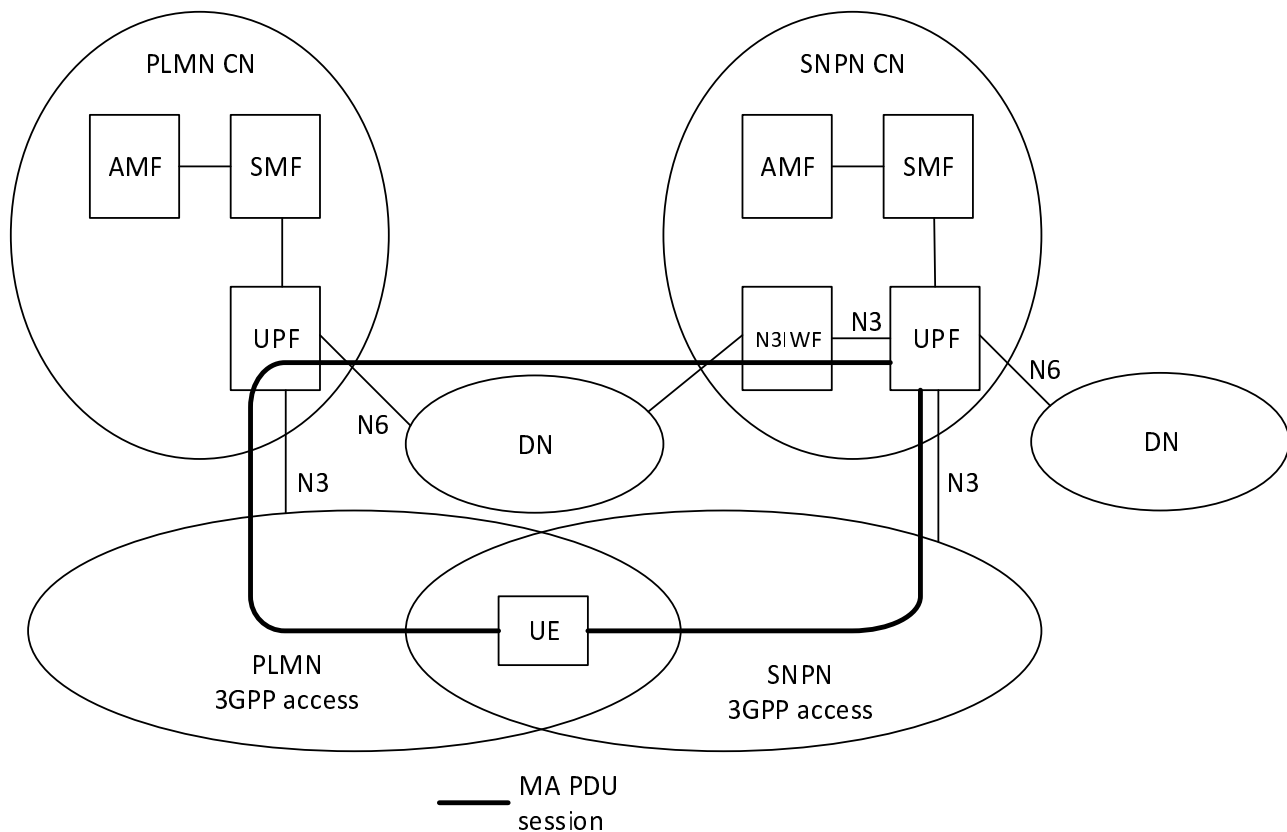 PLMN CN
SNPN CN
AMF
SMF
AMF
SMF
UPF
N3IWF
N3
UPF
N6
N6
DN
DN
N3
N3
UE
PLMN
3GPP access
SNPN
3GPP access
MA PDU
session